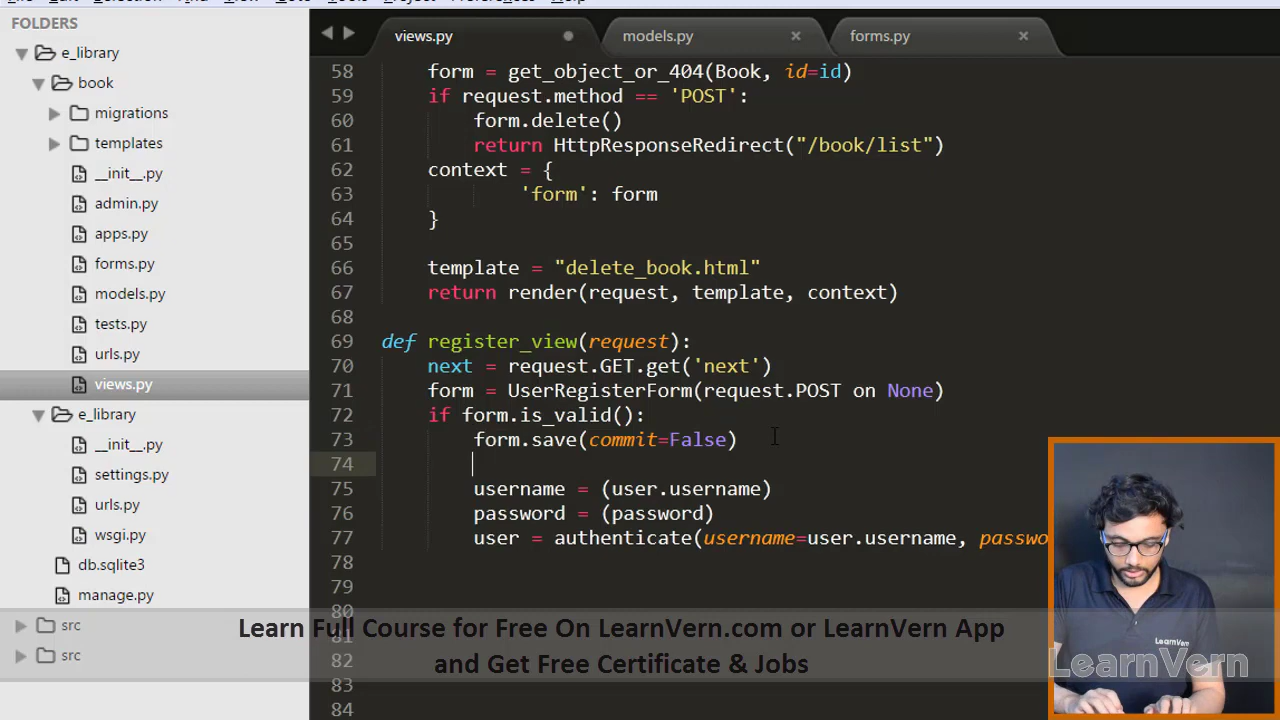 FOLDERS
e_library
book
migrations
templates
__init__.py
admin.py
apps.py
forms.py
models.py
tests.py
urls.py
views.py
e_library
__init__.py
settings.py
urls.py
wsgi.py
db.sqlite3
manage.py
src
src
views.py models.py forms.py
58 form = get_object_or_404(Book, id=id)
59 if request.method == 'POST':
60 form.delete()
61 return HttpResponseRedirect("/book/list")
62 context = {
63 'form': form
64 }
65
66 template = "delete_book.html"
67 return render(request, template, context)
68
69 def register_view(request):
70 next = request.GET.get('next')
71 form = UserRegisterForm(request.POST on None)
72 if form.is_valid():
73 form.save(commit=False)
74
75 username = (user.username)
76 password = (password)
77 user = authenticate(username=user.username, passwo
78
79
80
81
82
83
84
Learn Full Course for Free On LearnVern.com or LearnVern App
and Get Free Certificate & Jobs
LearnVern
LearnVern